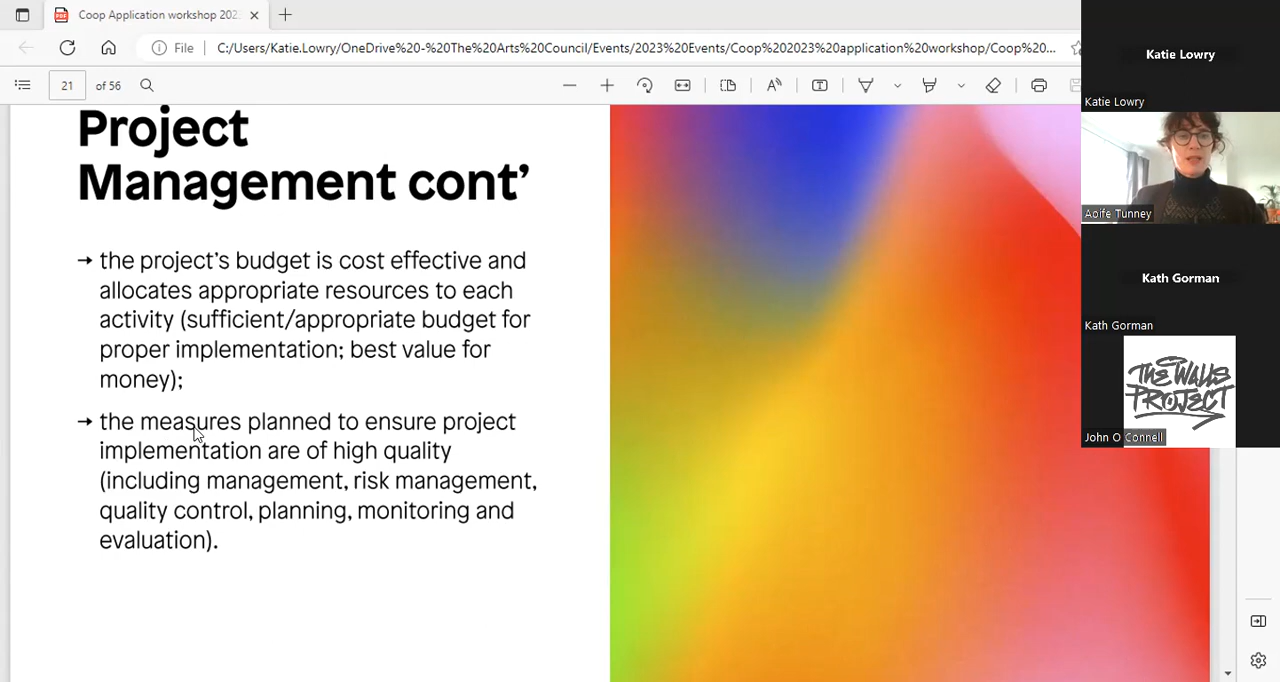 Coop Application workshop 202
File
C:/Users/Katie.Lowry/OneDrive%20-%20The%20Arts%20Council/Events/2023%20Events/Coop%202023%20application%20workshop/Coop%20...
21 of 56
Project
Management cont’
→ the project’s budget is cost effective and
allocates appropriate resources to each
activity (sufficient/appropriate budget for
proper implementation; best value for
money);
→ the measures planned to ensure project
implementation are of high quality
(including management, risk management,
quality control, planning, monitoring and
evaluation).
Katie Lowry
Katie Lowry
Aoife Tunney
Kath Gorman
Kath Gorman
THE WALLS
PROJECT
John O Connell